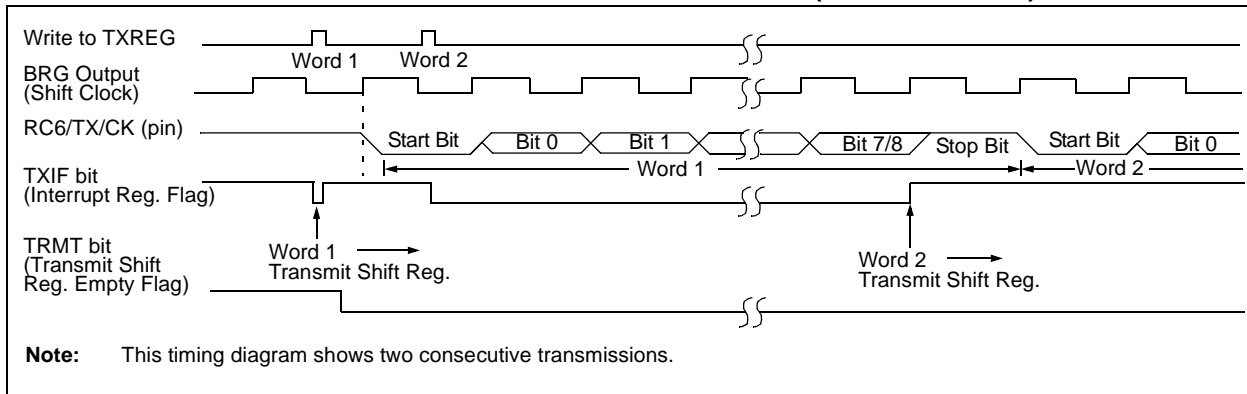 Write to TXREG
Word 1 Word 2
BRG Output
(Shift Clock)
RC6/TX/CK (pin)
Start Bit Bit 0 Bit 1 Bit 7/8 Stop Bit Start Bit Bit 0
Word 1 Word 2
TXIF bit
(Interrupt Reg. Flag)
Word 1
Transmit Shift Reg.
Word 2
Transmit Shift Reg.
TRMT bit
(Transmit Shift
Reg. Empty Flag)
Note: This timing diagram shows two consecutive transmissions.